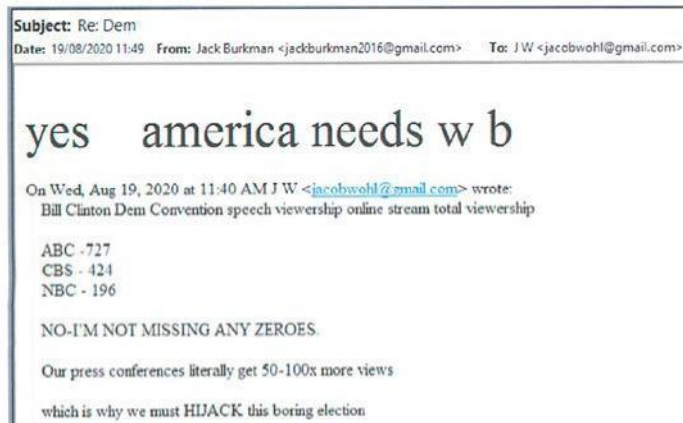 Subject: Re: Dem
Date: 19/08/2020 11:49 From: Jack Burkman <jackburkman2016@gmail.com> To: J W <jacobwohl@gmail.com>
yes america needs w b
On Wed, Aug 19, 2020 at 11:40 AM J W <jacobwohl@gmail.com> wrote:
Bill Clinton Dem Convention speech viewership online stream total viewership
ABC -727
CBS - 424
NBC - 196
NO-I'M NOT MISSING ANY ZEROES.
Our press conferences literally get 50-100x more views
which is why we must HIJACK this boring election